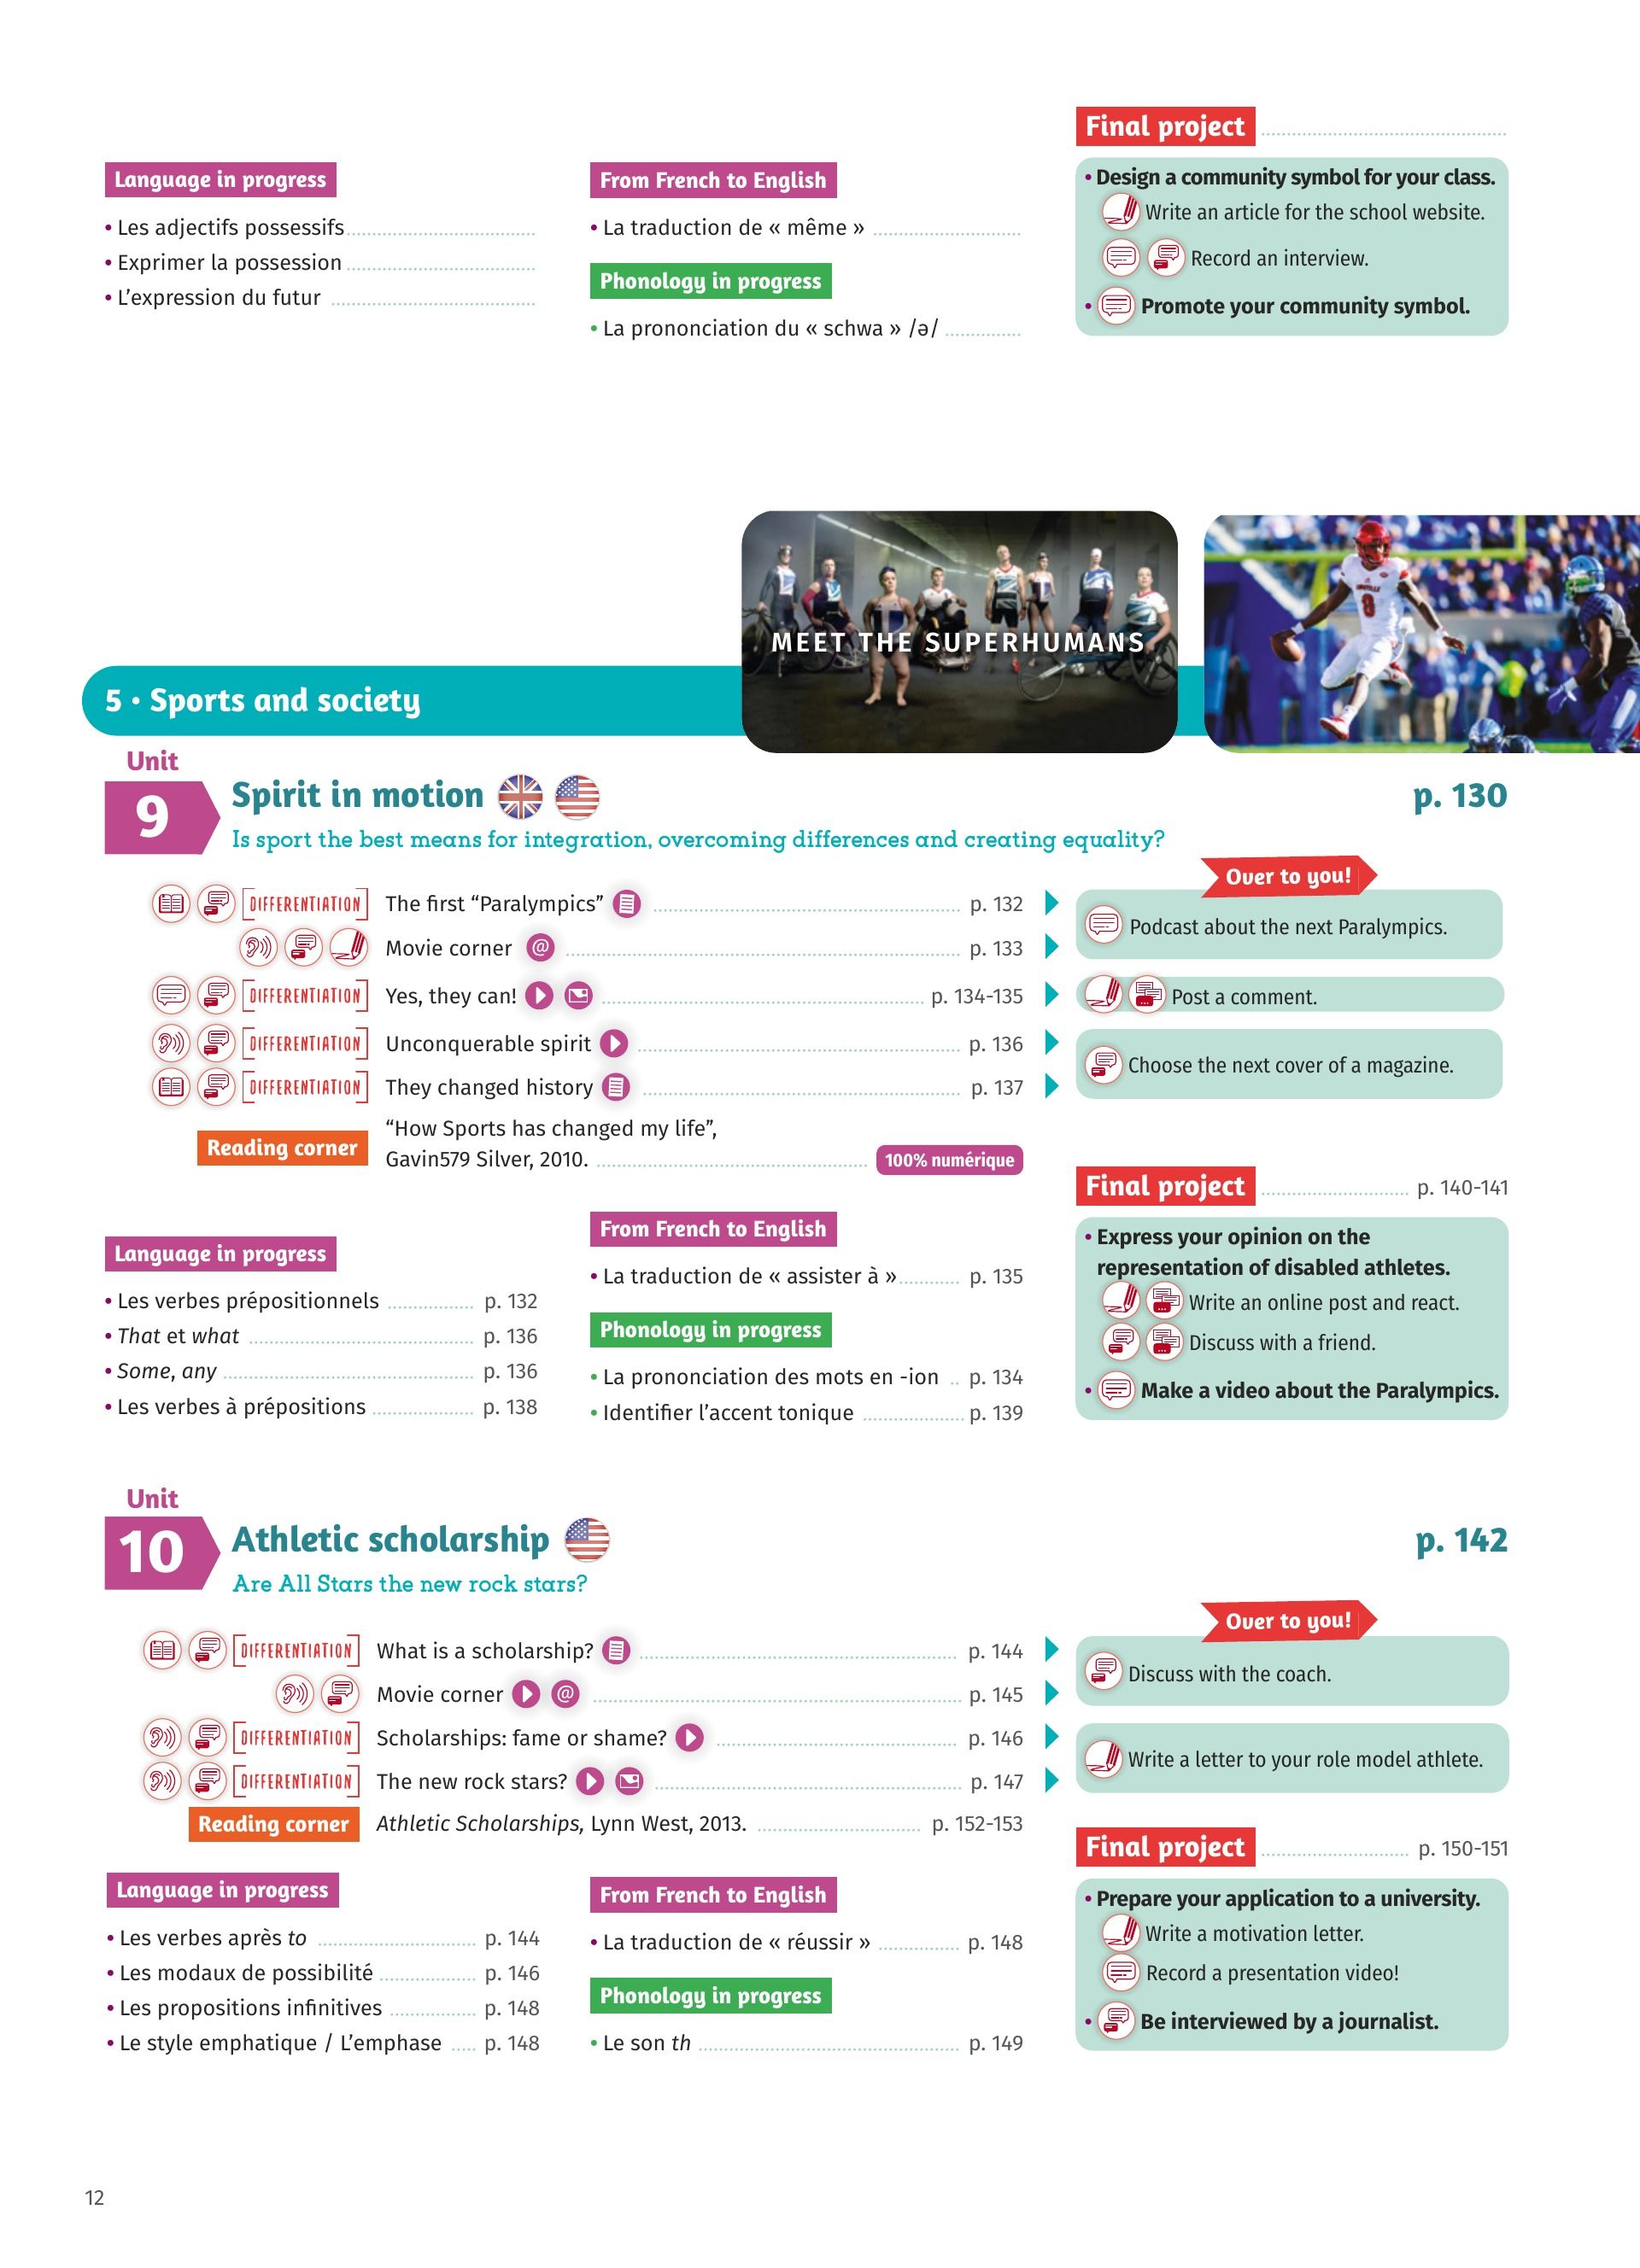 Language in progress
• Les adjectifs possessifs
• Exprimer la possession
• L'expression du futur
From French to English
• La traduction de « même »
Phonology in progress
• La prononciation du « schwa » /ə/
Final project
• Design a community symbol for your class.
Write an article for the school website.
Record an interview.
• Promote your community symbol.
MEET THE SUPERHUMANS
8
5 • Sports and society
Unit
9
Spirit in motion
p. 130
Is sport the best means for integration, overcoming differences and creating equality?
DIFFERENTIATION The first “Paralympics” p. 132
Movie corner @ p. 133
DIFFERENTIATION Yes, they can! p. 134-135
DIFFERENTIATION Unconquerable spirit p. 136
DIFFERENTIATION They changed history p. 137
Reading corner
“How Sports has changed my life”,
Gavin579 Silver, 2010. 100% numérique
Over to you!
Podcast about the next Paralympics.
Post a comment.
Choose the next cover of a magazine.
Language in progress
• Les verbes prépositionnels p. 132
• That et what p. 136
• Some, any p. 136
• Les verbes à prépositions p. 138
From French to English
• La traduction de « assister à » p. 135
Phonology in progress
• La prononciation des mots en -ion p. 134
• Identifier l'accent tonique p. 139
Final project p. 140-141
• Express your opinion on the
representation of disabled athletes.
Write an online post and react.
Discuss with a friend.
• Make a video about the Paralympics.
Unit
10
Athletic scholarship
p. 142
Are All Stars the new rock stars?
DIFFERENTIATION What is a scholarship? p. 144
Movie corner @ p. 145
DIFFERENTIATION Scholarships: fame or shame? p. 146
DIFFERENTIATION The new rock stars? p. 147
Reading corner Athletic Scholarships, Lynn West, 2013. p. 152-153
Over to you!
Discuss with the coach.
Write a letter to your role model athlete.
Language in progress
• Les verbes après to p. 144
• Les modaux de possibilité p. 146
• Les propositions infinitives p. 148
• Le style emphatique / L'emphase p. 148
From French to English
• La traduction de « réussir » p. 148
Phonology in progress
• Le son th p. 149
Final project p. 150-151
• Prepare your application to a university.
Write a motivation letter.
Record a presentation video!
• Be interviewed by a journalist.
12